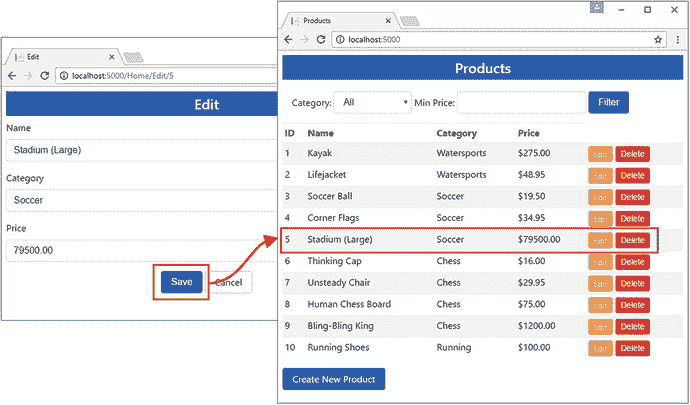 Edit
localhost:5000/Home/Edit/5
Edit
Name
Stadium (Large)
Category
Soccer
Price
79500.00
Save Cancel
Products
localhost:5000
Products
Category: All Min Price: Filter
ID Name Category Price
1 Kayak Watersports $275.00 Edit Delete
2 Lifejacket Watersports $48.95 Edit Delete
3 Soccer Ball Soccer $19.50 Edit Delete
4 Corner Flags Soccer $34.95 Edit Delete
5 Stadium (Large) Soccer $79500.00 Edit Delete
6 Thinking Cap Chess $16.00 Edit Delete
7 Unsteady Chair Chess $29.95 Edit Delete
8 Human Chess Board Chess $75.00 Edit Delete
9 Bling-Bling King Chess $1200.00 Edit Delete
10 Running Shoes Running $100.00 Edit Delete
Create New Product